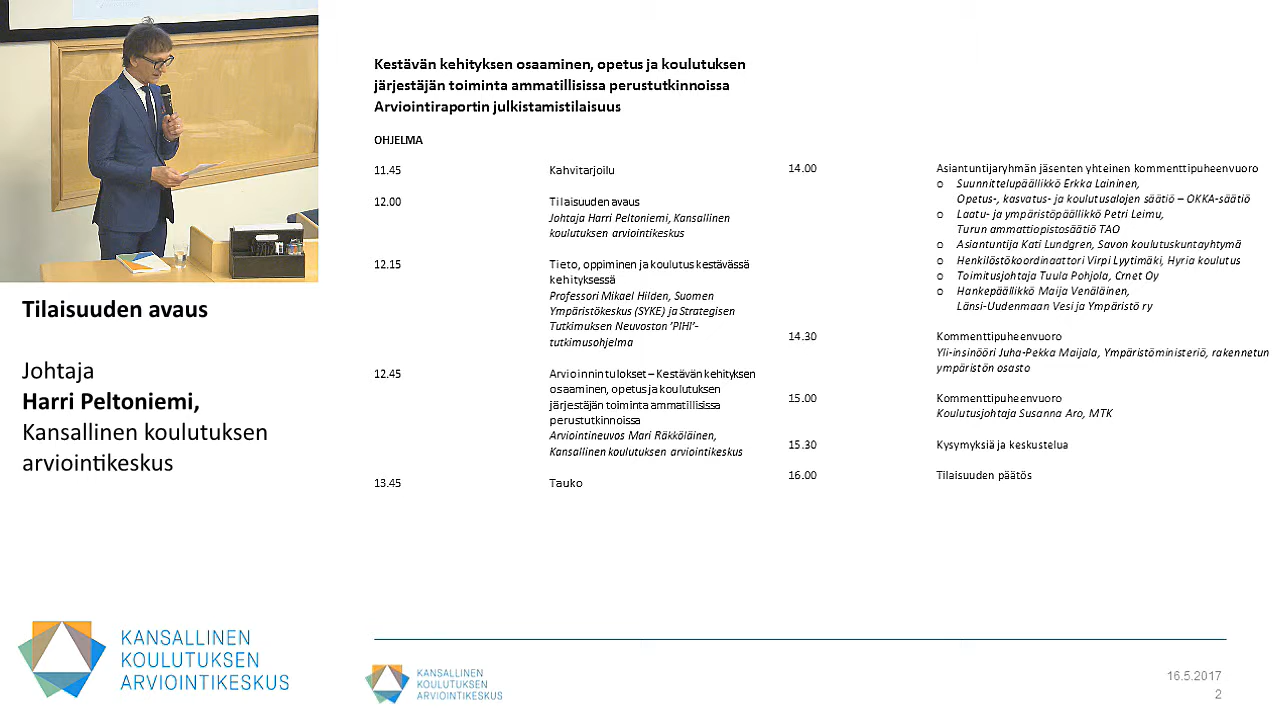 Tilaisuuden avaus
Johtaja
Harri Peltoniemi,
Kansallinen koulutuksen
arviointikeskus
KANSALLINEN
KOULUTUKSEN
ARVIOINTIKESKUS
Kestävän kehityksen osaaminen, opetus ja koulutuksen
järjestäjän toiminta ammatillisissa perustutkinnoissa
Arviointiraportin julkistamistilaisuus
OHJELMA
11.45 Kahvitarjoilu
12.00 Tilaisuuden avaus
Johtaja Harri Peltoniemi, Kansallinen
koulutuksen arviointikeskus
12.15 Tieto, oppiminen ja koulutus kestävässä
kehityksessä
Professori Mikael Hilden, Suomen
Ympäristökeskus (SYKE) ja Strategisen
Tutkimuksen Neuvoston ’PIHI’-
tutkimusohjelma
12.45 Arvioinnin tulokset – Kestävän kehityksen
osaaminen, opetus ja koulutuksen
järjestäjän toiminta ammatillisissa
perustutkinnoissa
Arviointineuvos Mari Räkköläinen,
Kansallinen koulutuksen arviointikeskus
13.45 Tauko
14.00 Asiantuntijaryhmän jäsenten yhteinen kommenttipuheenvuoro
o Suunnittelupäällikkö Erkka Laininen,
Opetus-, kasvatus- ja koulutusalojen säätiö – OKKA-säätiö
o Laatu- ja ympäristöpäällikkö Petri Leimu,
Turun ammattiopistosäätiö TAO
o Asiantuntija Kati Lundgren, Savon koulutuskuntayhtymä
o Henkilöstökoordinaattori Virpi Lyytimäki, Hyria koulutus
o Toimitusjohtaja Tuula Pohjola, Crnet Oy
o Hankepäällikkö Maija Venäläinen,
Länsi-Uudenmaan Vesi ja Ympäristö ry
14.30 Kommenttipuheenvuoro
Yli-insinööri Juha-Pekka Maijala, Ympäristöministeriö, rakennetun
ympäristön osasto
15.00 Kommenttipuheenvuoro
Koulutusjohtaja Susanna Aro, MTK
15.30 Kysymyksiä ja keskustelua
16.00 Tilaisuuden päätös
KANSALLINEN
KOULUTUKSEN
ARVIOINTIKESKUS
16.5.2017
2